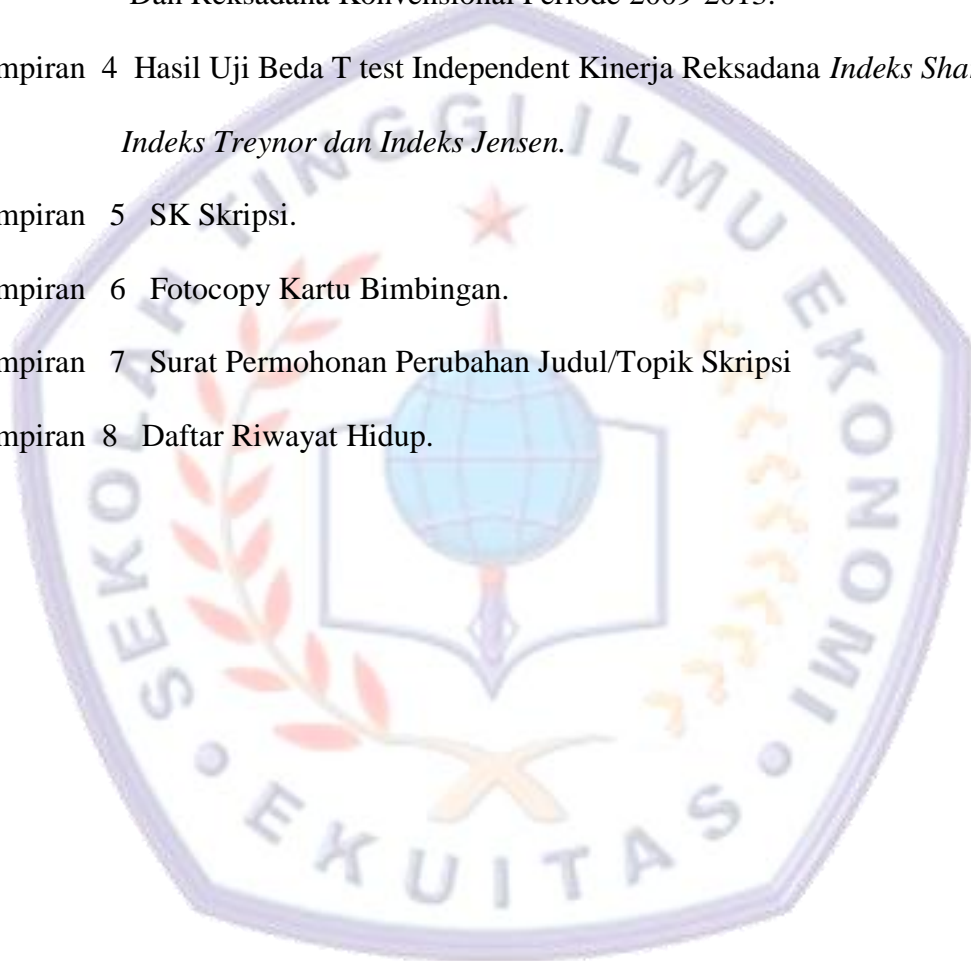 Dan Reksadana Konvensional Periode 2009-2013.
mpiran 4 Hasil Uji Beda T test Independent Kinerja Reksadana Indeks Sha
Indeks Treynor dan Indeks Jensen.
mpiran 5 SK Skripsi.
mpiran 6 Fotocopy Kartu Bimbingan.
mpiran 7 Surat Permohonan Perubahan Judul/Topik Skripsi
mpiran 8 Daftar Riwayat Hidup.
SEKOLAH TINGGI ILMU EKONOMI
EKUITAS